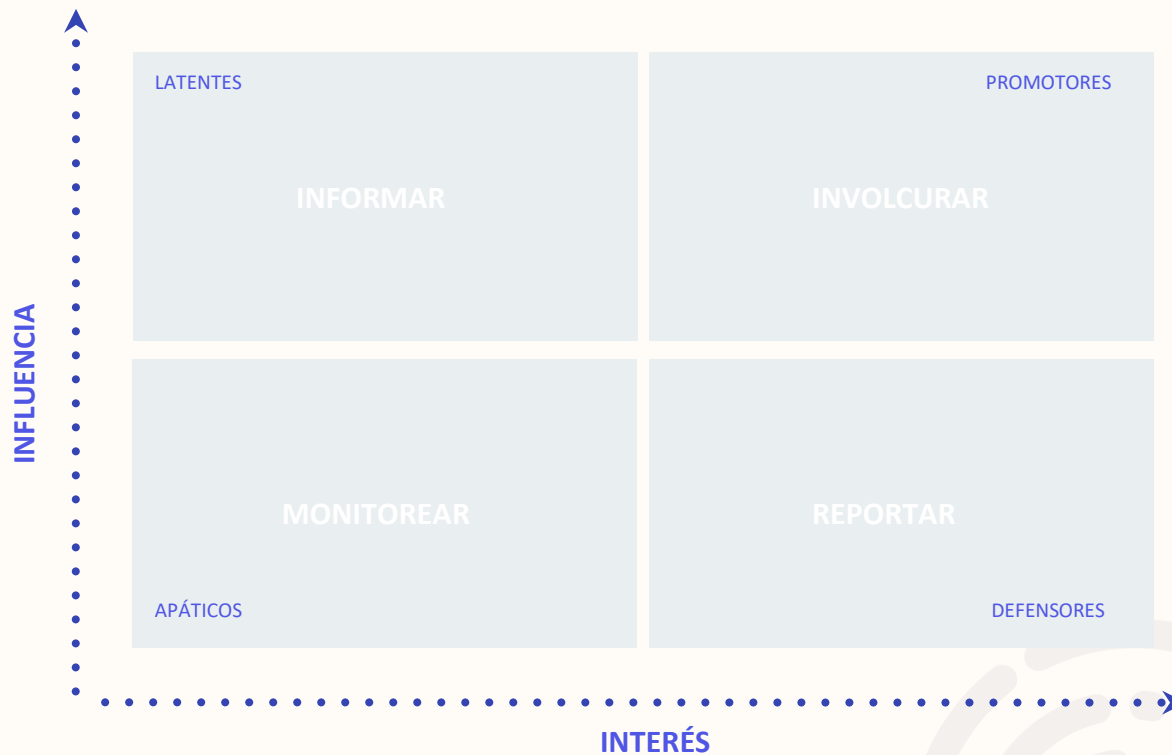 LATENTES
PROMOTORES
INFORMAR
INVOLCURAR
INFLUENCIA
MONITOREAR
REPORTAR
APÁTICOS
DEFENSORES
INTERÉS